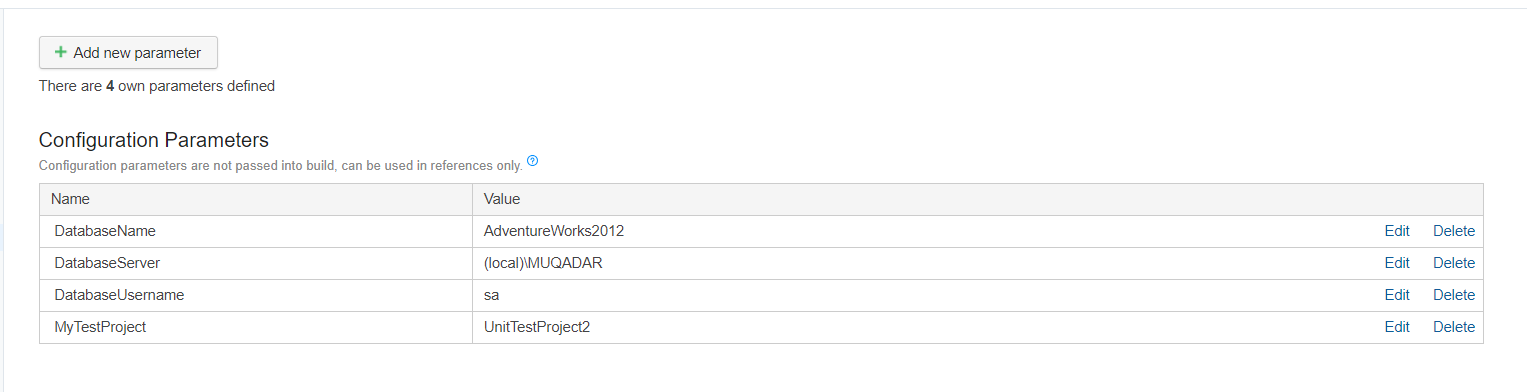 + Add new parameter
There are 4 own parameters defined
Configuration Parameters
Configuration parameters are not passed into build, can be used in references only. ?
Name Value
DatabaseName AdventureWorks2012 Edit Delete
DatabaseServer (local)\MUQADAR Edit Delete
DatabaseUsername sa Edit Delete
MyTestProject UnitTestProject2 Edit Delete